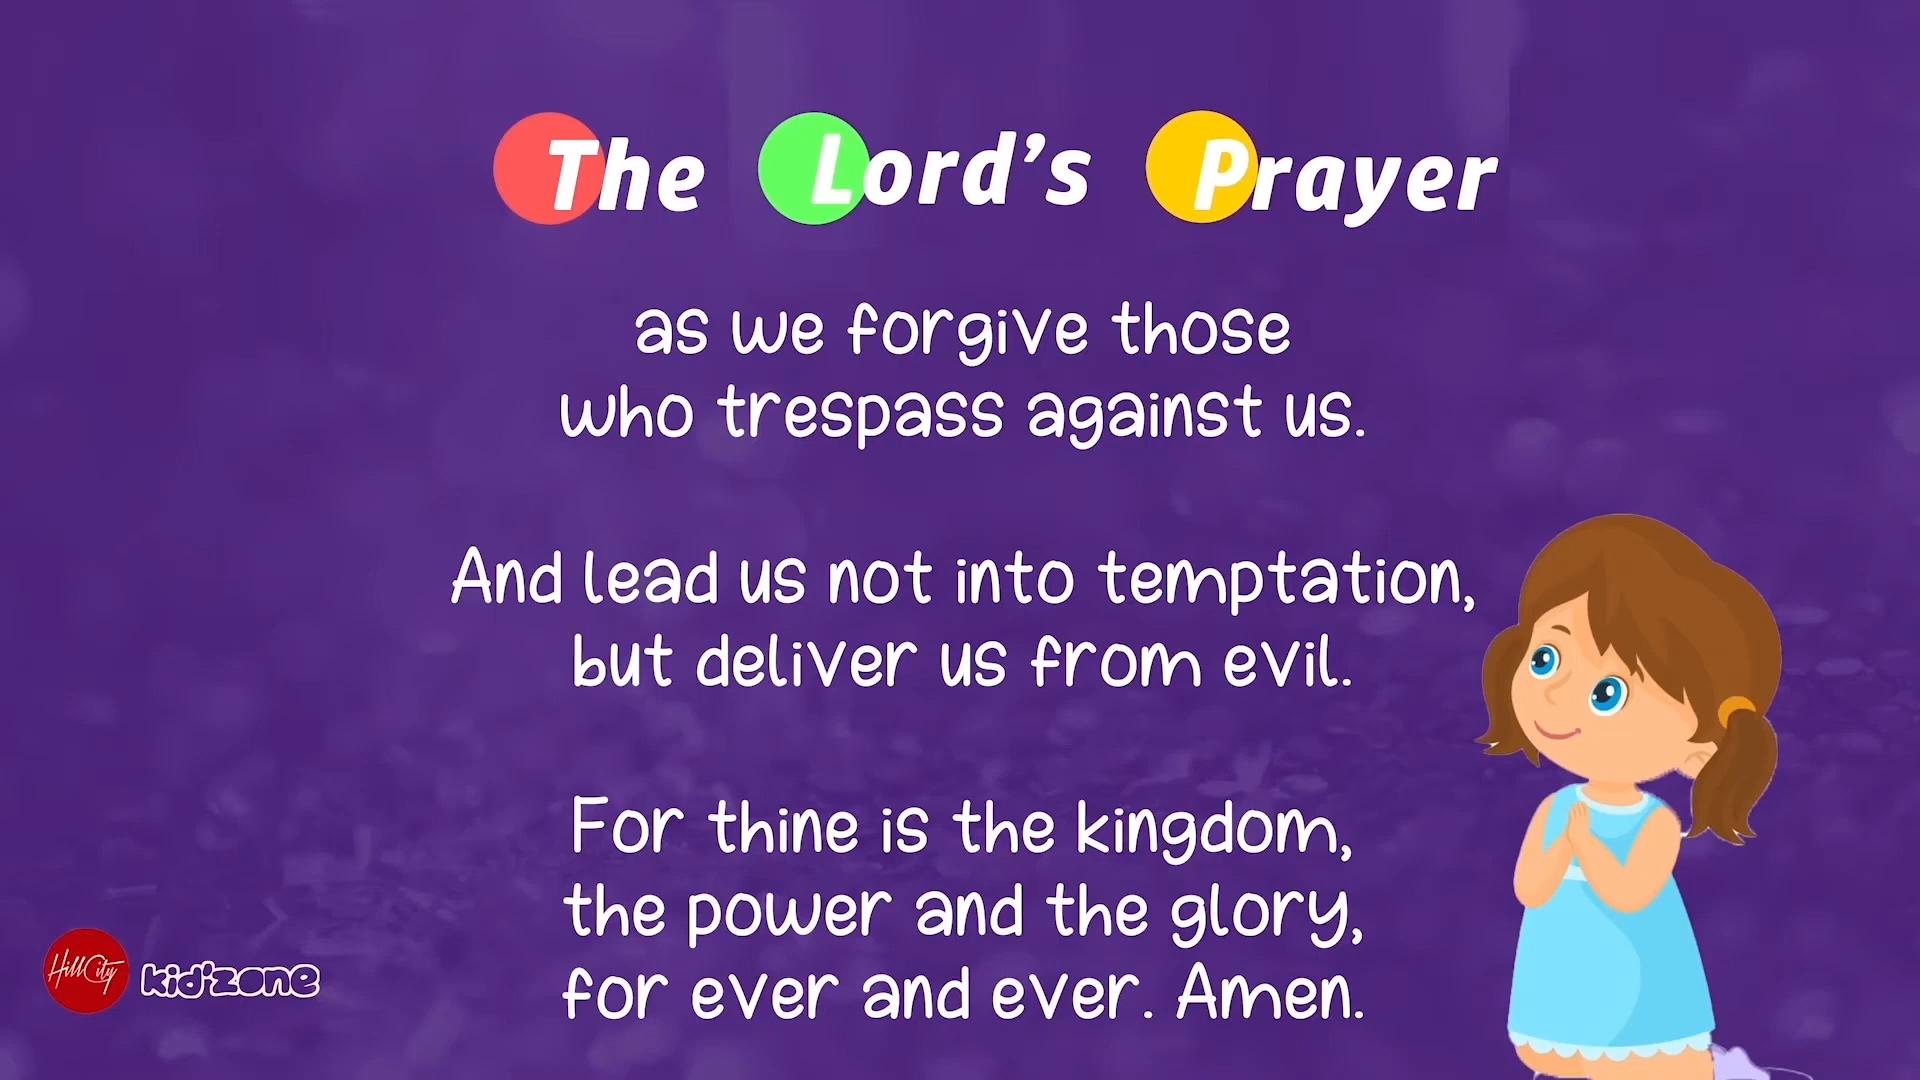 The Lord's Prayer
as we forgive those
who trespass against us.
And lead us not into temptation,
but deliver us from evil.
For thine is the kingdom,
the power and the glory,
for ever and ever. Amen.
HillCity kid'zone